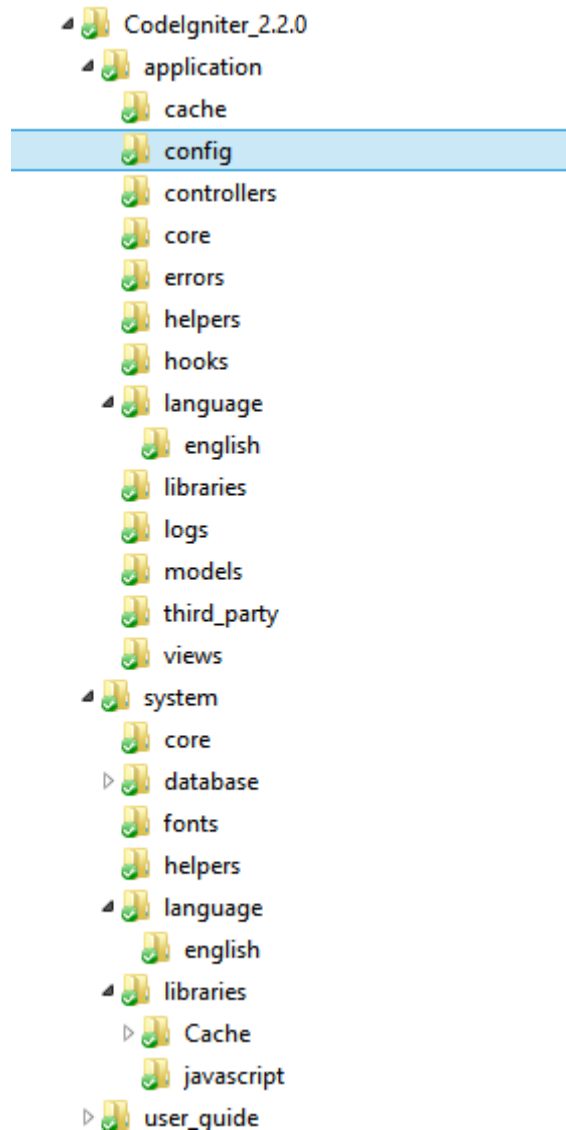 CodeIgniter_2.2.0
application
cache
config
controllers
core
errors
helpers
hooks
language
english
libraries
logs
models
third_party
views
system
core
database
fonts
helpers
language
english
libraries
Cache
javascript
user_guide